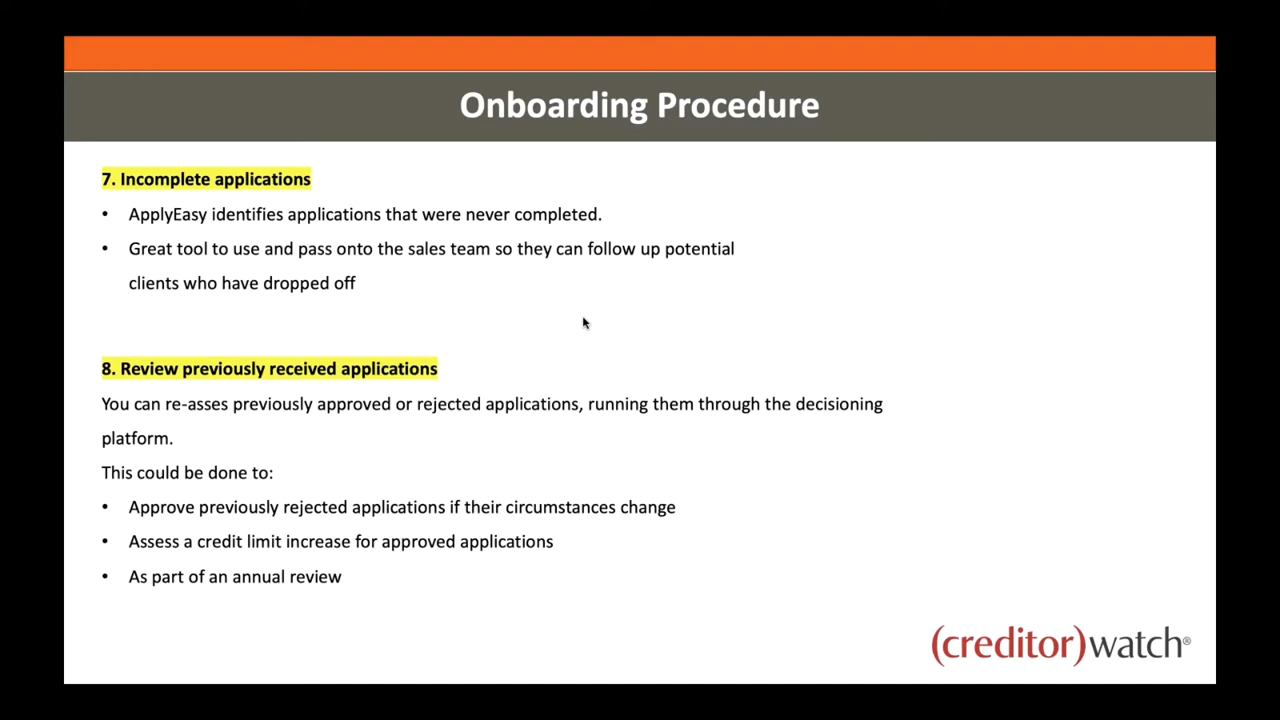 Onboarding Procedure
7. Incomplete applications
• ApplyEasy identifies applications that were never completed.
• Great tool to use and pass onto the sales team so they can follow up potential
clients who have dropped off
8. Review previously received applications
You can re-asses previously approved or rejected applications, running them through the decisioning
platform.
This could be done to:
• Approve previously rejected applications if their circumstances change
• Assess a credit limit increase for approved applications
• As part of an annual review
(creditor)watch®